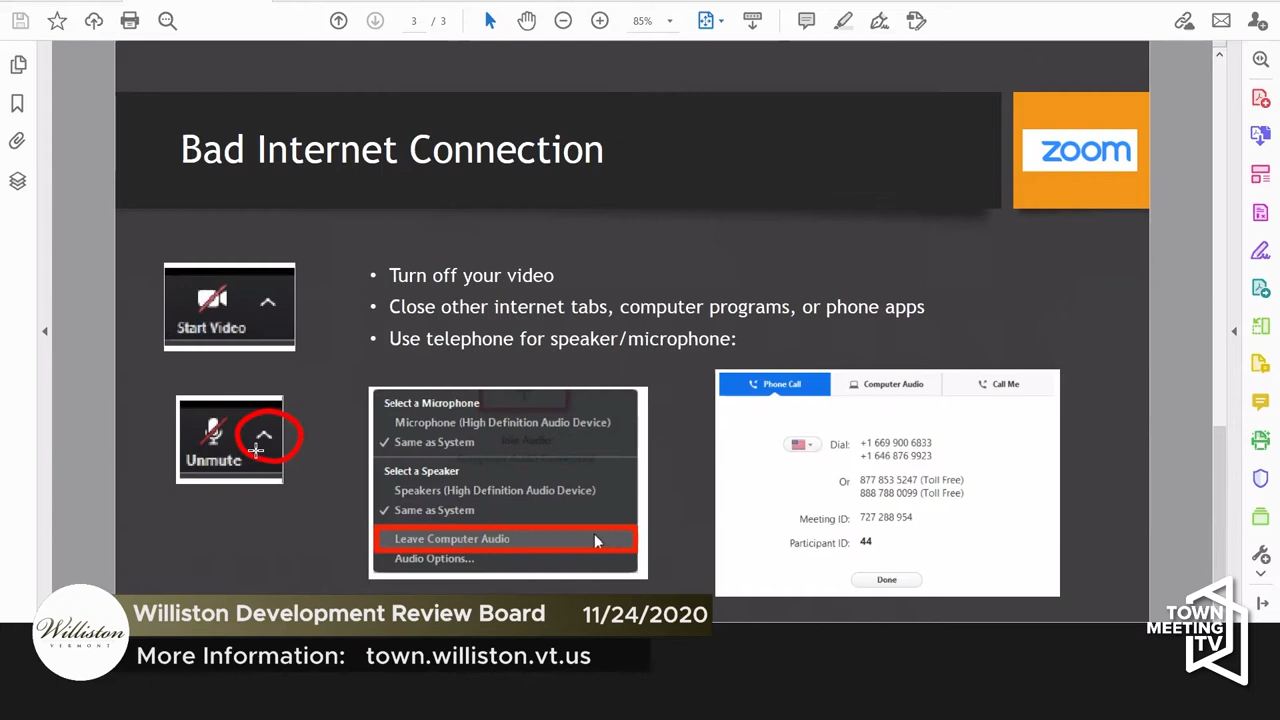 3 / 3
85%
Bad Internet Connection
zoom
• Turn off your video
• Close other internet tabs, computer programs, or phone apps
• Use telephone for speaker/microphone:
Start Video
Unmute
Select a Microphone
Microphone (High Definition Audio Device)
✓ Same as System
Select a Speaker
Speakers (High Definition Audio Device)
✓ Same as System
Leave Computer Audio
Audio Options...
Phone Call
Computer Audio
Call Me
Dial: +1 669 900 6833
+1 646 876 9923
Or 877 853 5247 (Toll Free)
888 788 0099 (Toll Free)
Meeting ID: 727 288 954
Participant ID: 44
Done
Williston
VERMONT
Williston Development Review Board 11/24/2020
More Information: town.williston.vt.us
TOWN
MEETING
TV